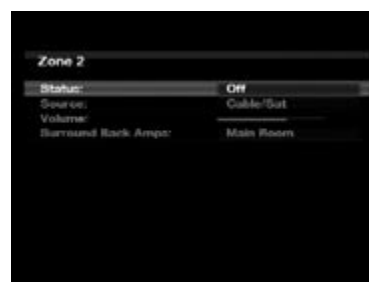 Zone 2
Status: Off
Source: Cable/Sat
Volume:
Surround Back Amps: Main Room